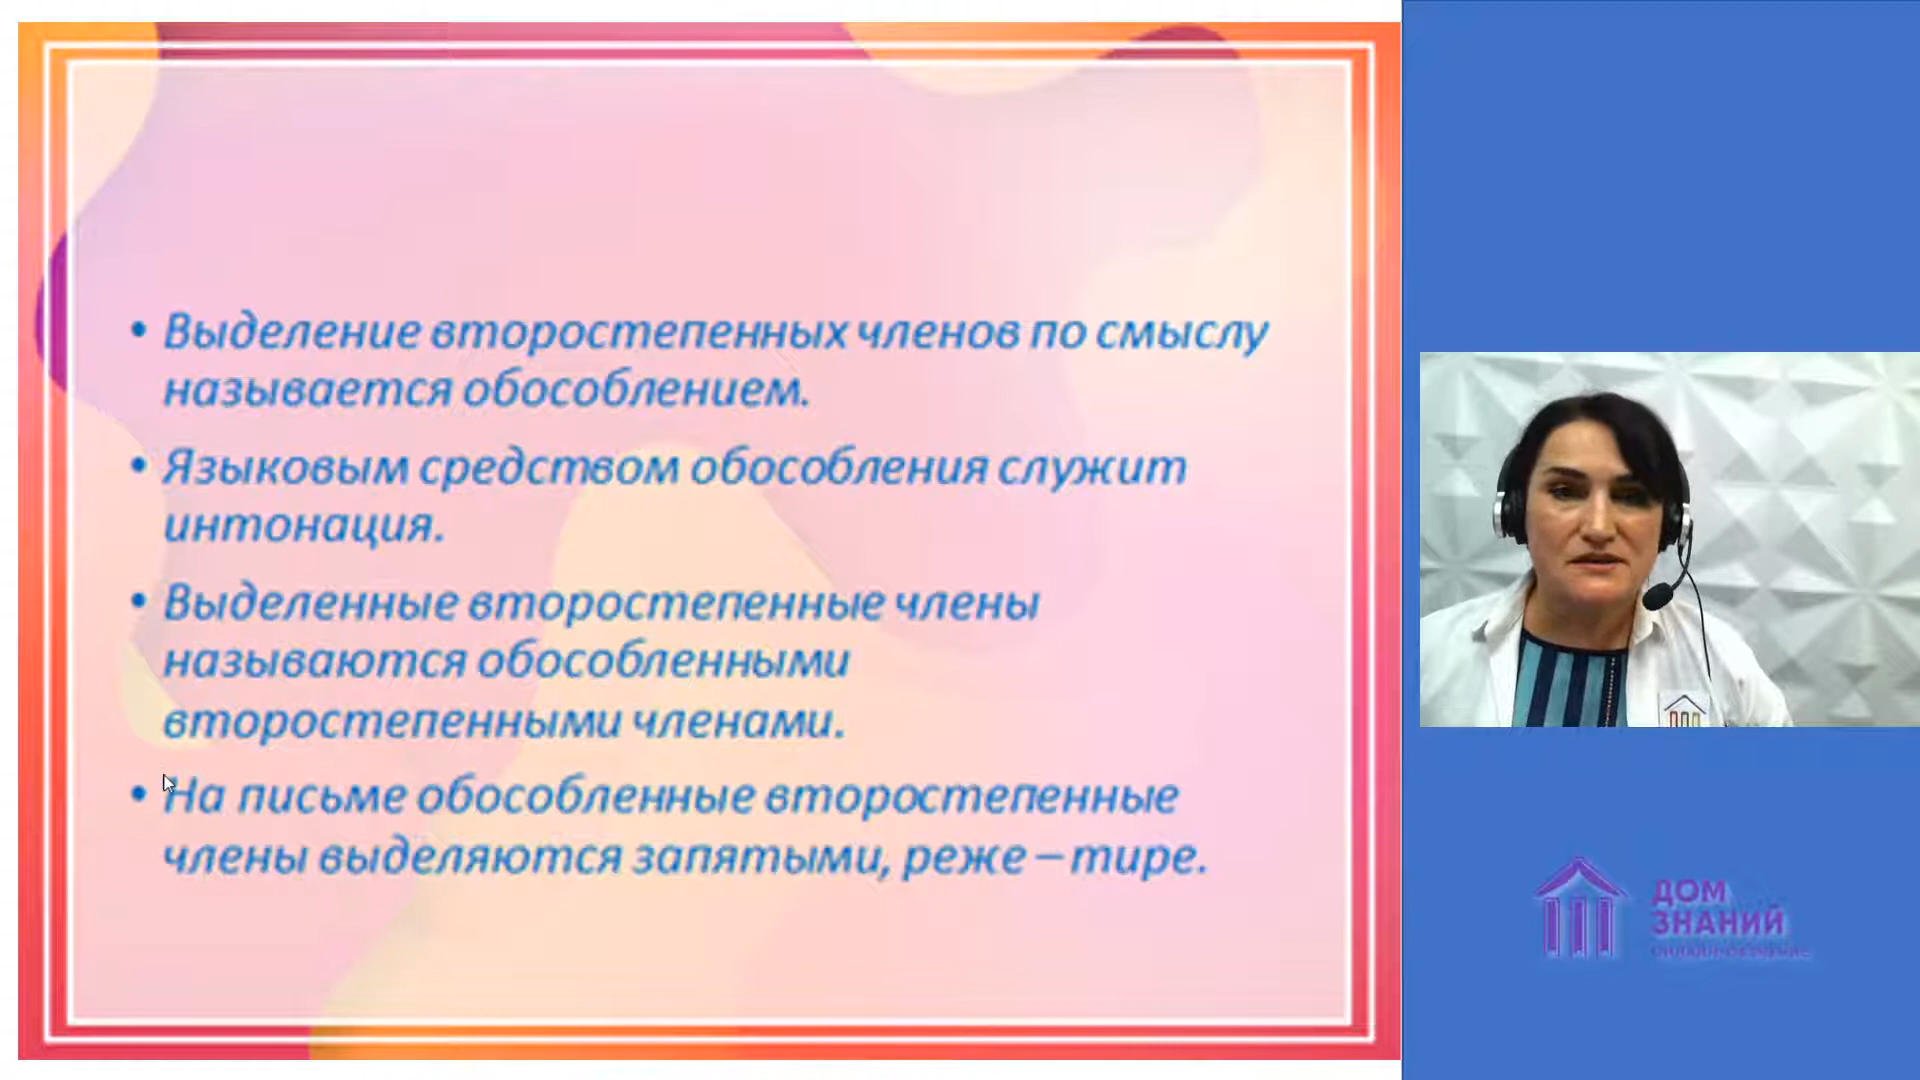 • Выделение второстепенных членов по смыслу
называется обособлением.
• Языковым средством обособления служит
интонация.
• Выделенные второстепенные члены
называются обособленными
второстепенными членами.
• На письме обособленные второстепенные
члены выделяются запятыми, реже – тире.
ДОМ
ЗНАНИЙ